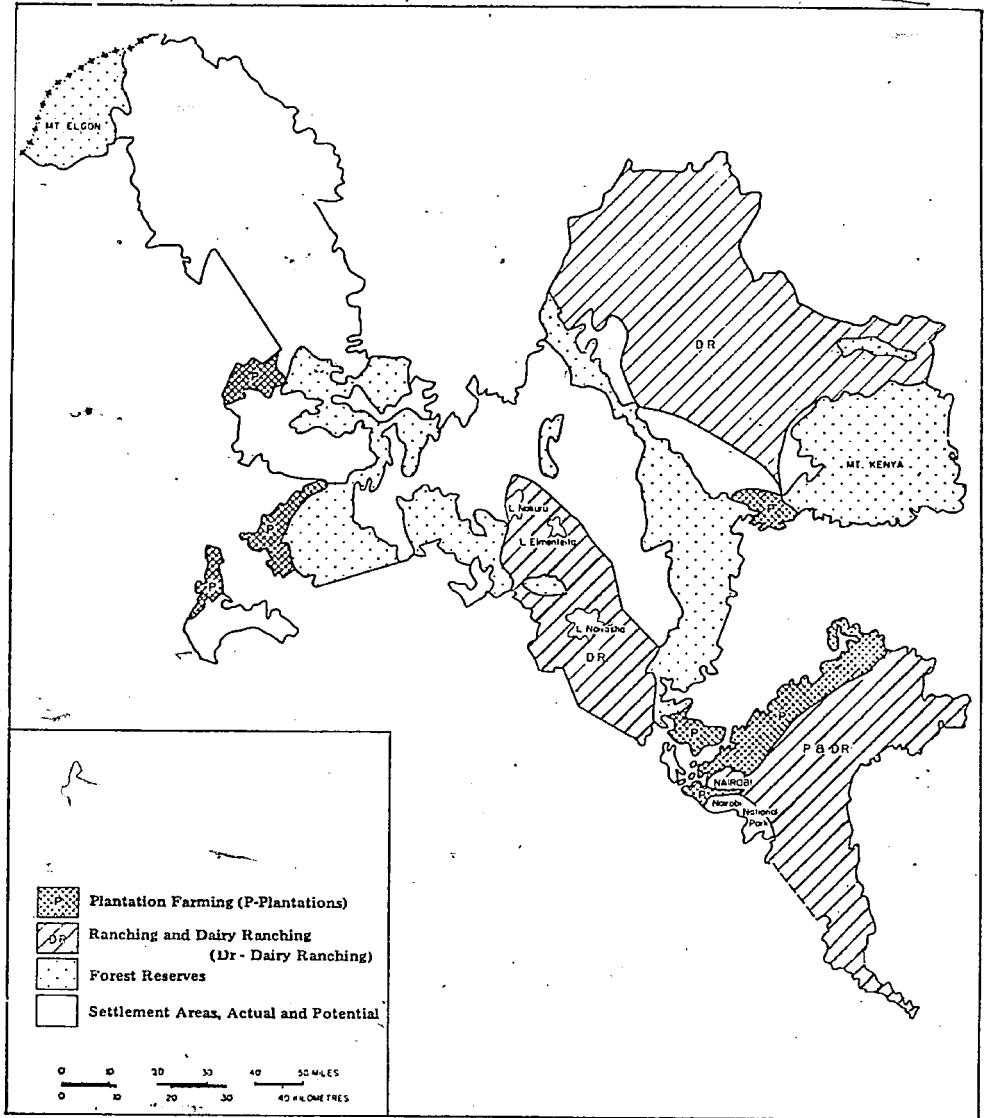 MT ELGON
DR
P
MT. KENYA
P
L Nakuru
L. Elmenteita
P
P
L. Naivasha
DR
P
P
P & DR
NAIROBI
P
Nairobi
National
Park
P Plantation Farming (P-Plantations)
DR Ranching and Dairy Ranching
(Dr - Dairy Ranching)
Forest Reserves
Settlement Areas, Actual and Potential
0 10 20 30 40 50 MILES
0 10 20 30 40 KILOMETRES